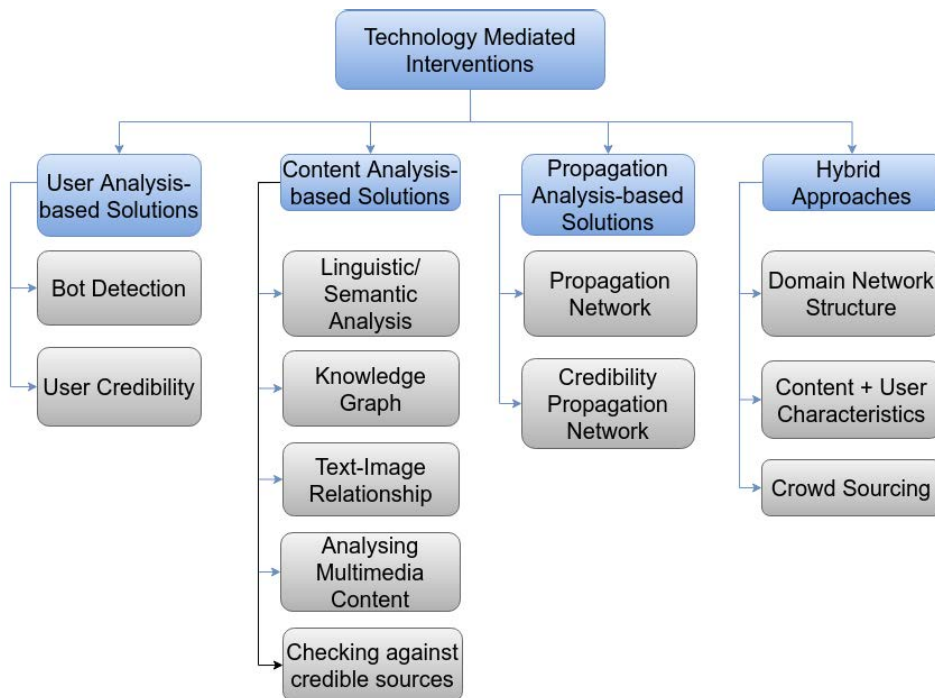 Technology Mediated
Interventions
User Analysis-
based Solutions
Bot Detection
User Credibility
Content Analysis-
based Solutions
Linguistic/
Semantic
Analysis
Knowledge
Graph
Text-Image
Relationship
Analysing
Multimedia
Content
Checking against
credible sources
Propagation
Analysis-based
Solutions
Propagation
Network
Credibility
Propagation
Network
Hybrid
Approaches
Domain Network
Structure
Content + User
Characteristics
Crowd Sourcing